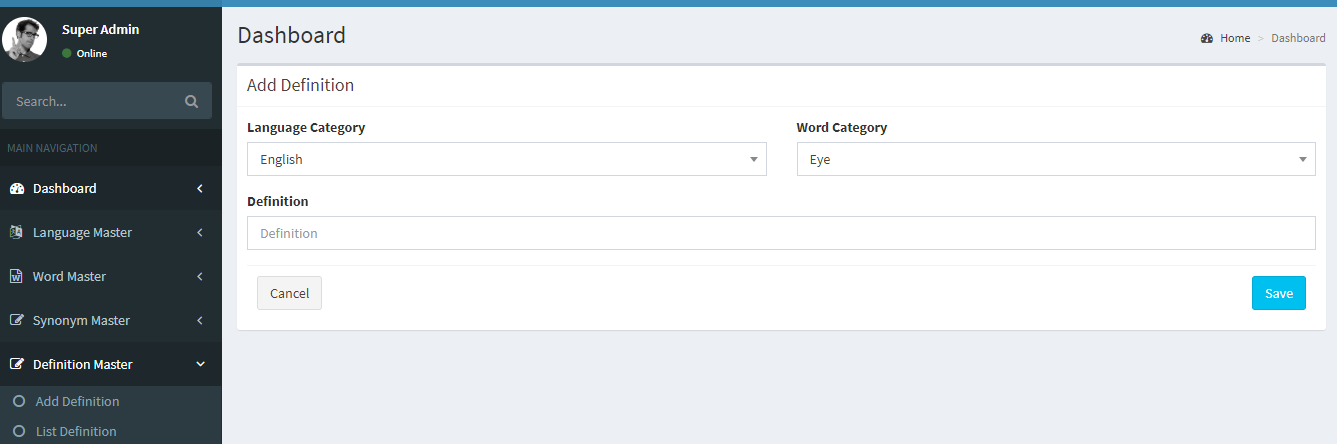 Super Admin
Online
Search...
MAIN NAVIGATION
Dashboard
Language Master
Word Master
Synonym Master
Definition Master
Add Definition
List Definition
Dashboard
Home > Dashboard
Add Definition
Language Category
English
Word Category
Eye
Definition
Definition
Cancel
Save